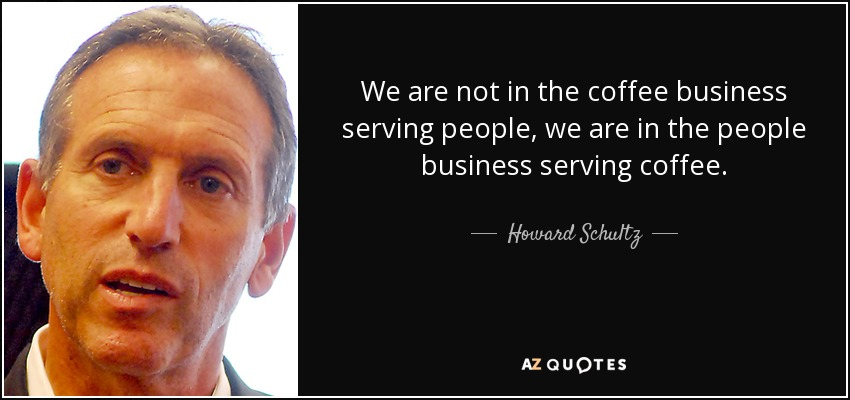 We are not in the coffee business
serving people, we are in the people
business serving coffee.
Howard Schultz
AZ QUOTES